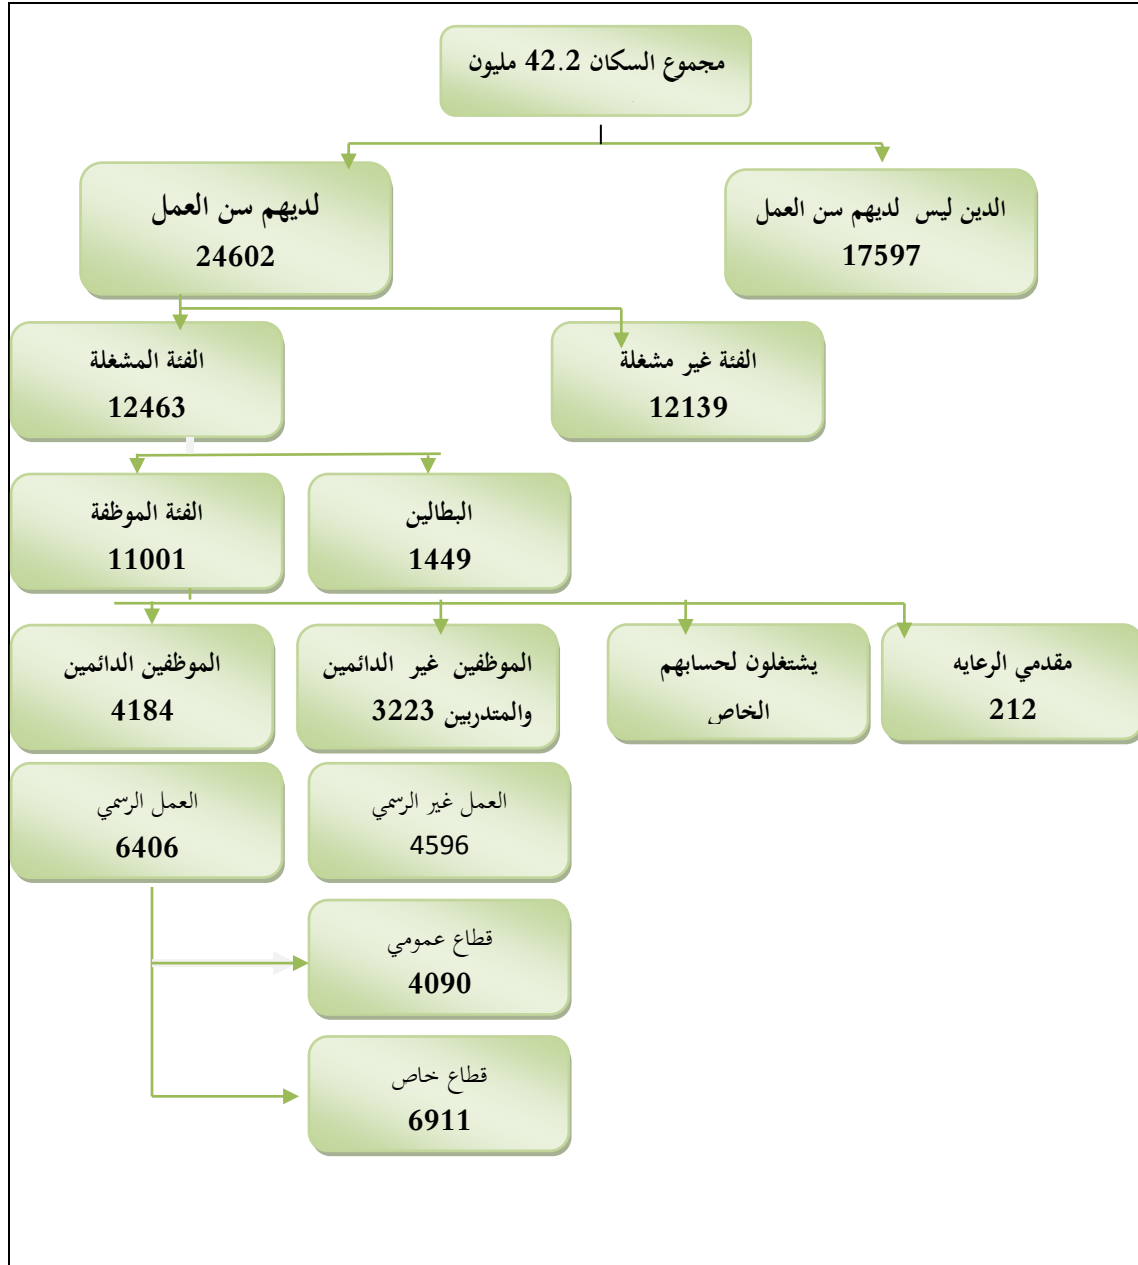 مجموع السكان 42.2 مليون
الدين ليس لديهم سن العمل
17597
لديهم سن العمل
24602
الفئة غير مشغلة
12139
الفئة المشغلة
12463
البطالين
1449
الفئة الموظفة
11001
مقدمي الرعايه
212
يشتغلون لحسابهم
الخاص
الموظفين غير الدائمين
والمتدربين 3223
الموظفين الدائمين
4184
العمل غير الرسمي
4596
العمل الرسمي
6406
قطاع عمومي
4090
قطاع خاص
6911